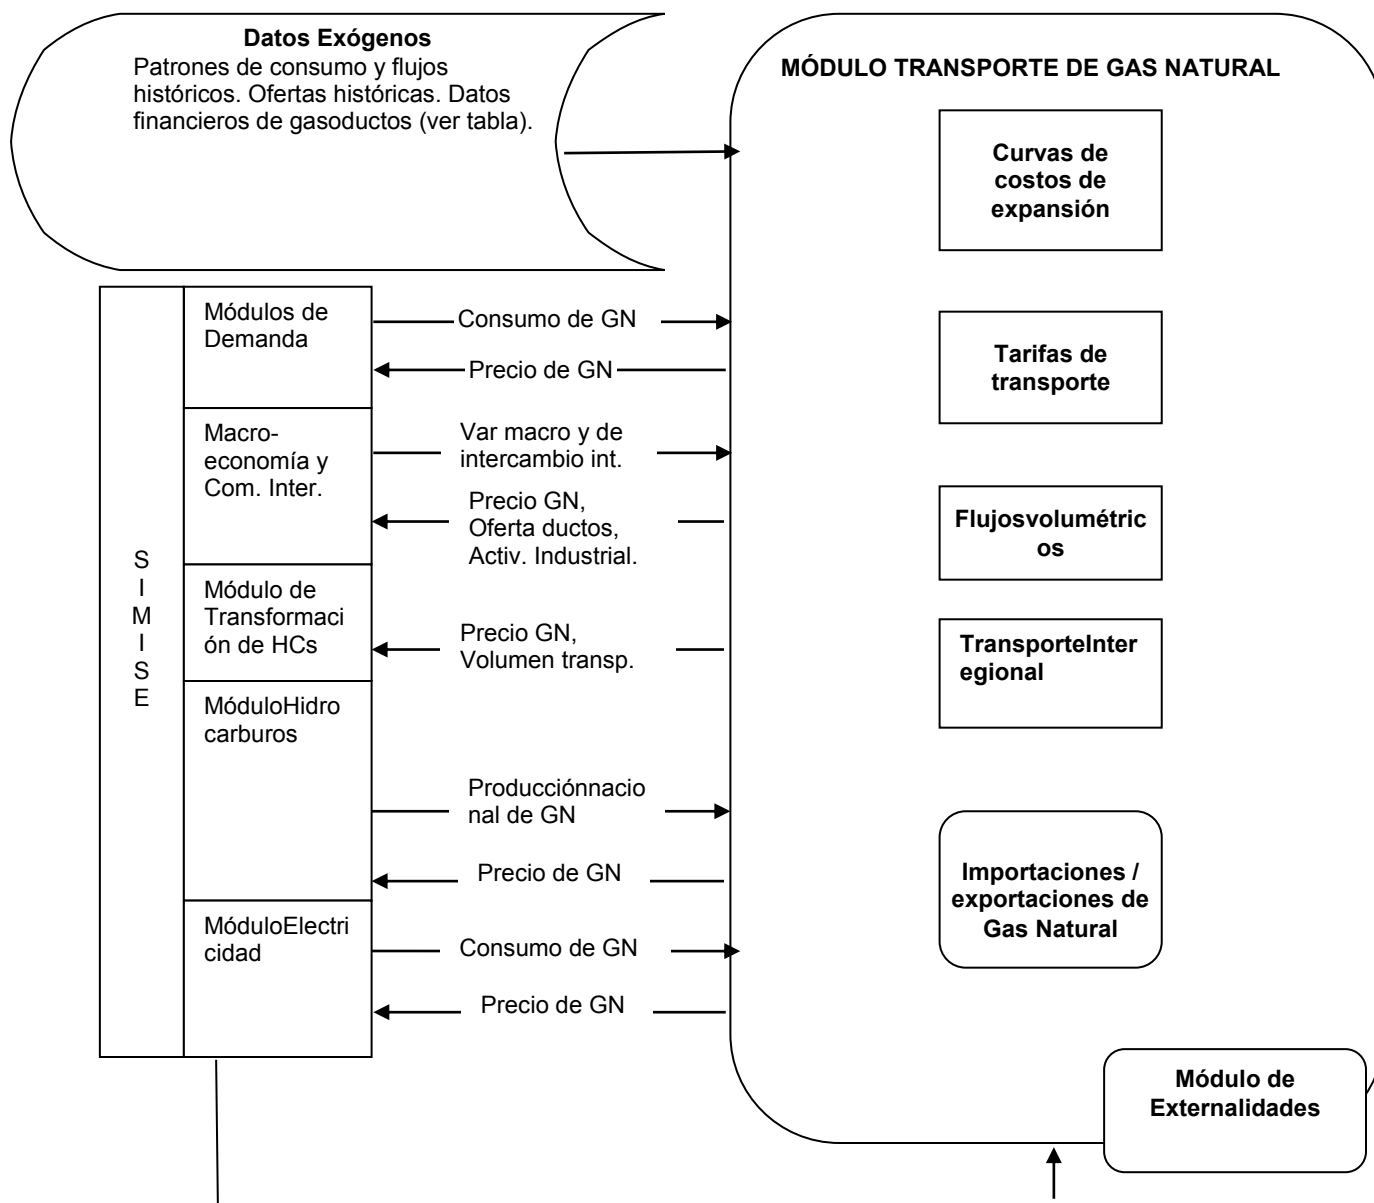 Datos Exógenos
Patrones de consumo y flujos
históricos. Ofertas históricas. Datos
financieros de gasoductos (ver tabla).
MÓDULO TRANSPORTE DE GAS NATURAL
Curvas de
costos de
expansión
Tarifas de
transporte
Flujosvolumétric
os
TransporteInter
egional
Importaciones /
exportaciones de
Gas Natural
Módulo de
Externalidades
S
I
M
I
S
E
Módulos de
Demanda
Consumo de GN
Precio de GN
Macro-
economía y
Com. Inter.
Var macro y de
intercambio int.
Precio GN,
Oferta ductos,
Activ. Industrial.
Módulo de
Transformaci
ón de HCs
Precio GN,
Volumen transp.
MóduloHidro
carburos
Producciónnacio
nal de GN
Precio de GN
MóduloElectri
cidad
Consumo de GN
Precio de GN